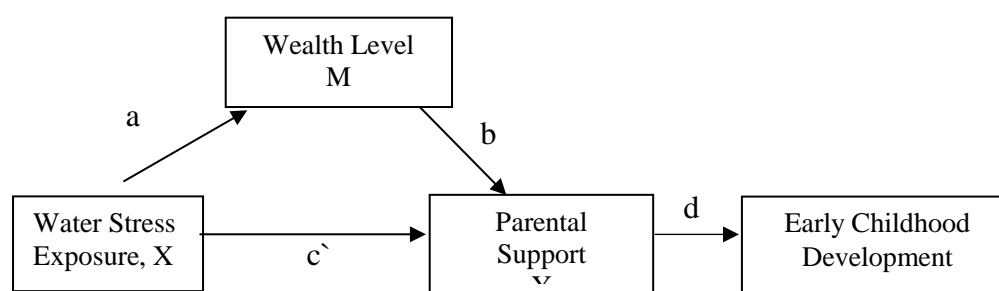 Wealth Level
M
a
b
Water Stress
Exposure, X
c`
Parental
Support
d
Early Childhood
Development